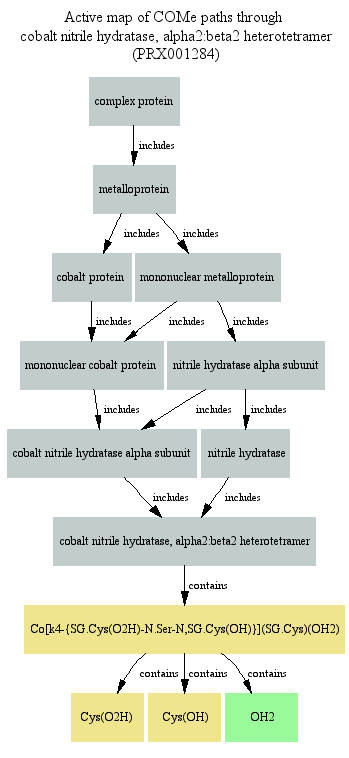 Active map of COMe paths through
cobalt nitrile hydratase, alpha2:beta2 heterotetramer
(PRX001284)
complex protein
includes
metalloprotein
includes
includes
cobalt protein
mononuclear metalloprotein
includes
includes
includes
mononuclear cobalt protein
nitrile hydratase alpha subunit
includes
includes
includes
cobalt nitrile hydratase alpha subunit
nitrile hydratase
includes
includes
cobalt nitrile hydratase, alpha2:beta2 heterotetramer
contains
Co[k4-{SG.Cys(O2H)-N.Ser-N,SG.Cys(OH)}](SG.Cys)(OH2)
contains
contains
contains
Cys(O2H)
Cys(OH)
OH2